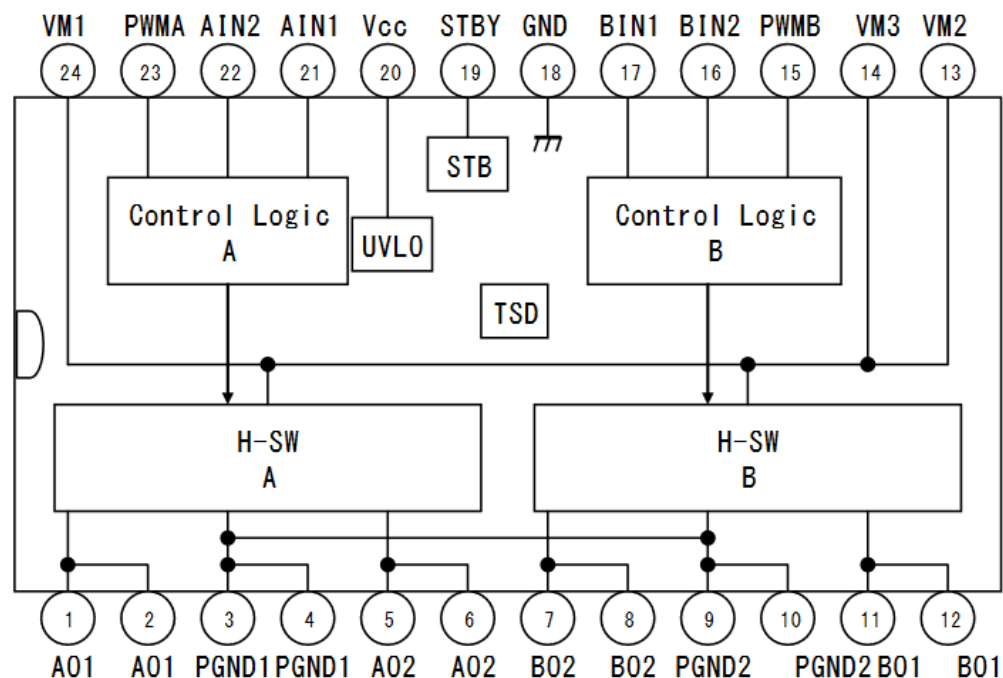 VM1 PWMA AIN2 AIN1 Vcc STBY GND BIN1 BIN2 PWMB VM3 VM2
24 23 22 21 20 19 18 17 16 15 14 13
STB
Control Logic
A
UVLO
Control Logic
B
TSD
H-SW
A
H-SW
B
1 2 3 4 5 6 7 8 9 10 11 12
AO1 AO1 PGND1 PGND1 AO2 AO2 BO2 BO2 PGND2 PGND2 BO1 BO1